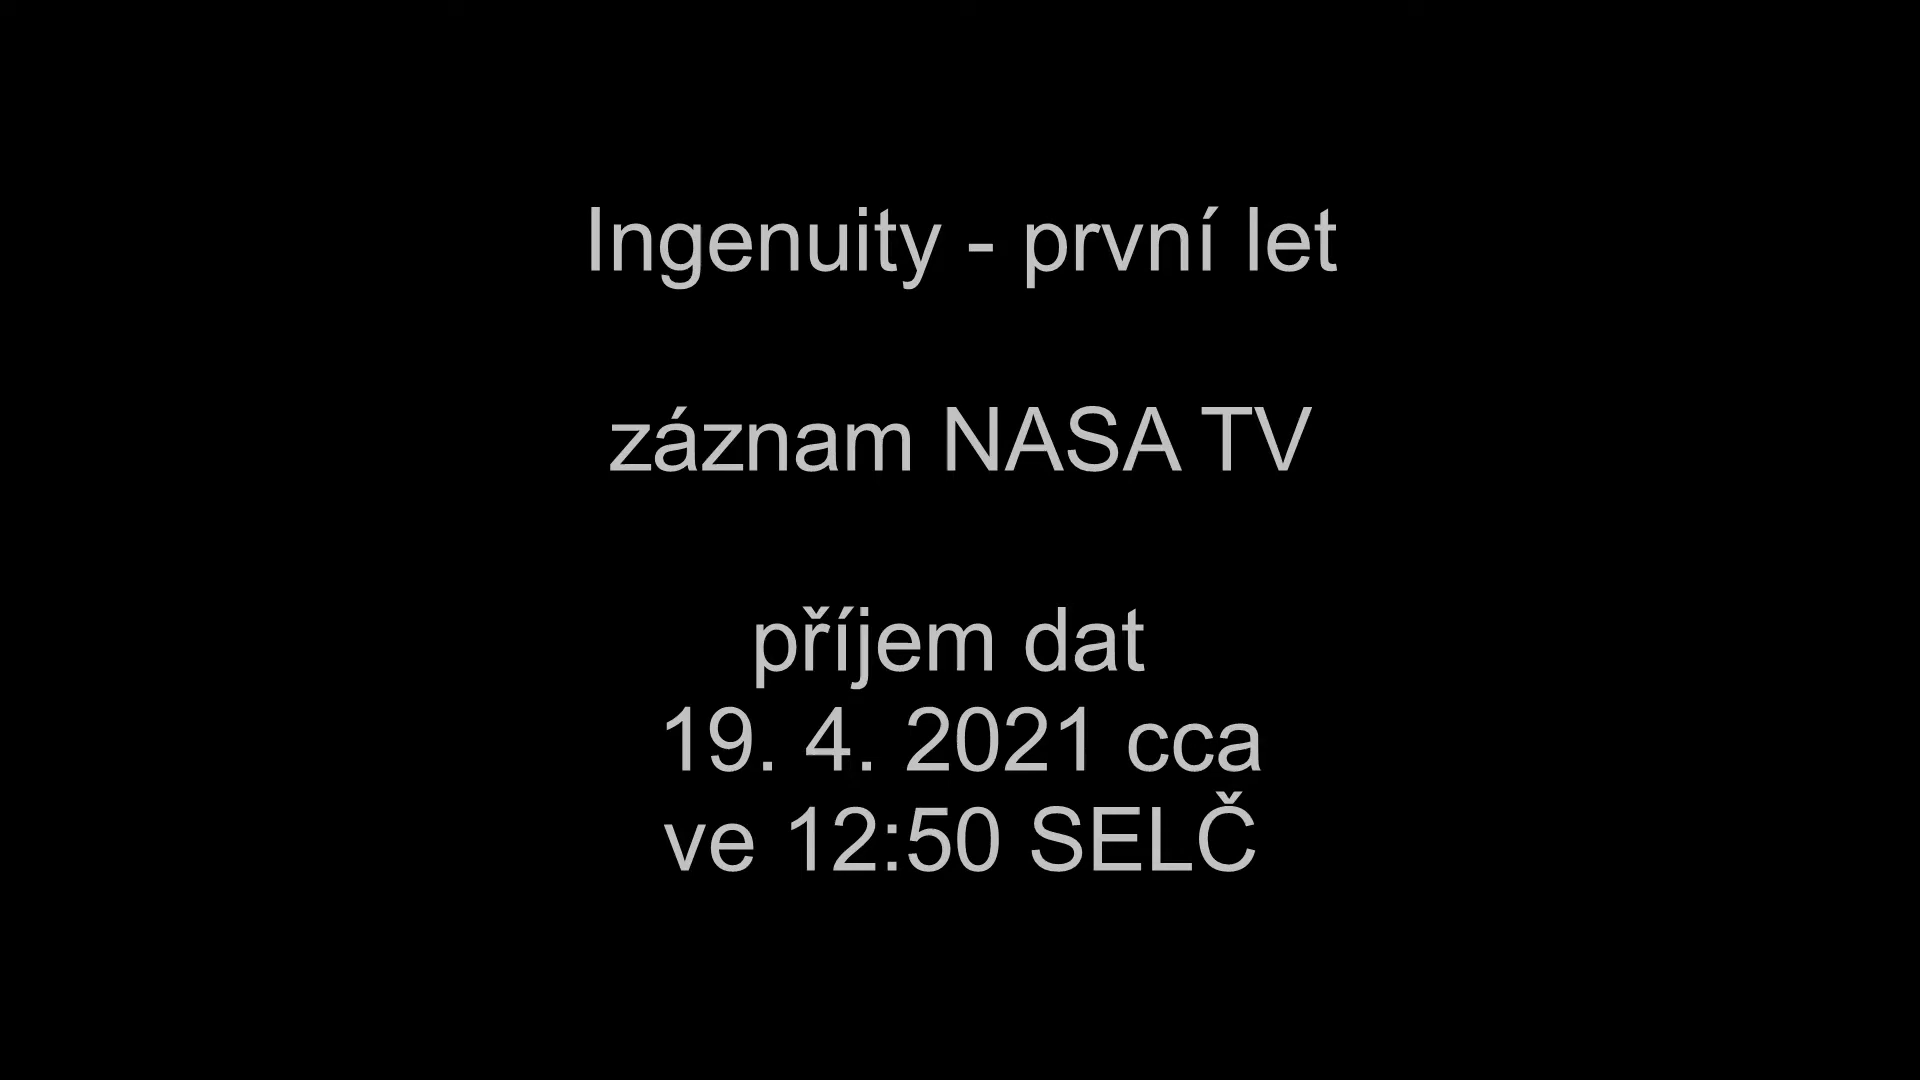 Ingenuity - první let
záznam NASA TV
příjem dat
19. 4. 2021 cca
ve 12:50 SELČ